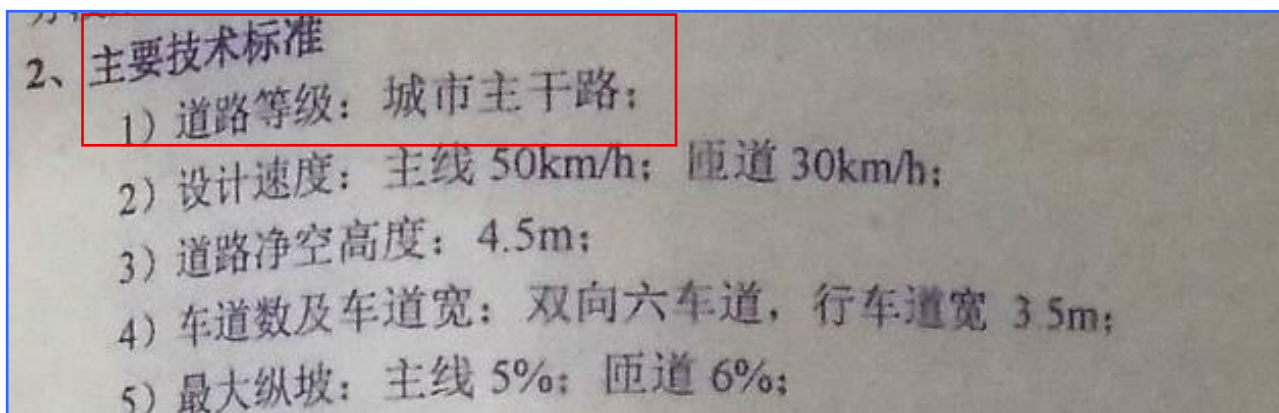 2、主要技术标准
1）道路等级：城市主干路；
2）设计速度：主线 50km/h；匝道 30km/h；
3）道路净空高度：4.5m；
4）车道数及车道宽：双向六车道，行车道宽 3.5m；
5）最大纵坡：主线 5%；匝道 6%；